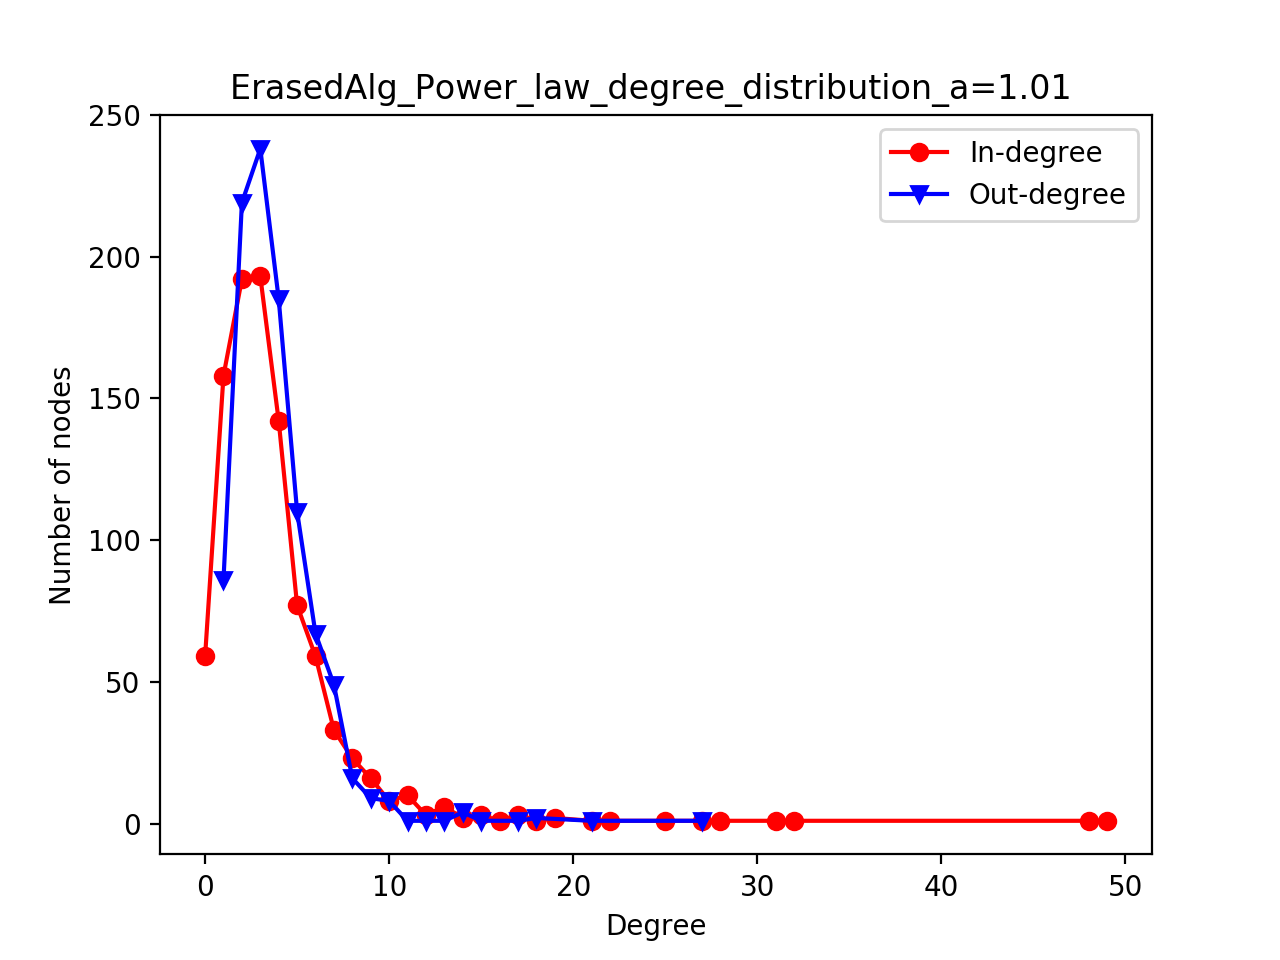 ErasedAlg_Power_law_degree_distribution_a=1.01
250
200
150
100
50
0
Number of nodes
In-degree
Out-degree
0 10 20 30 40 50
Degree